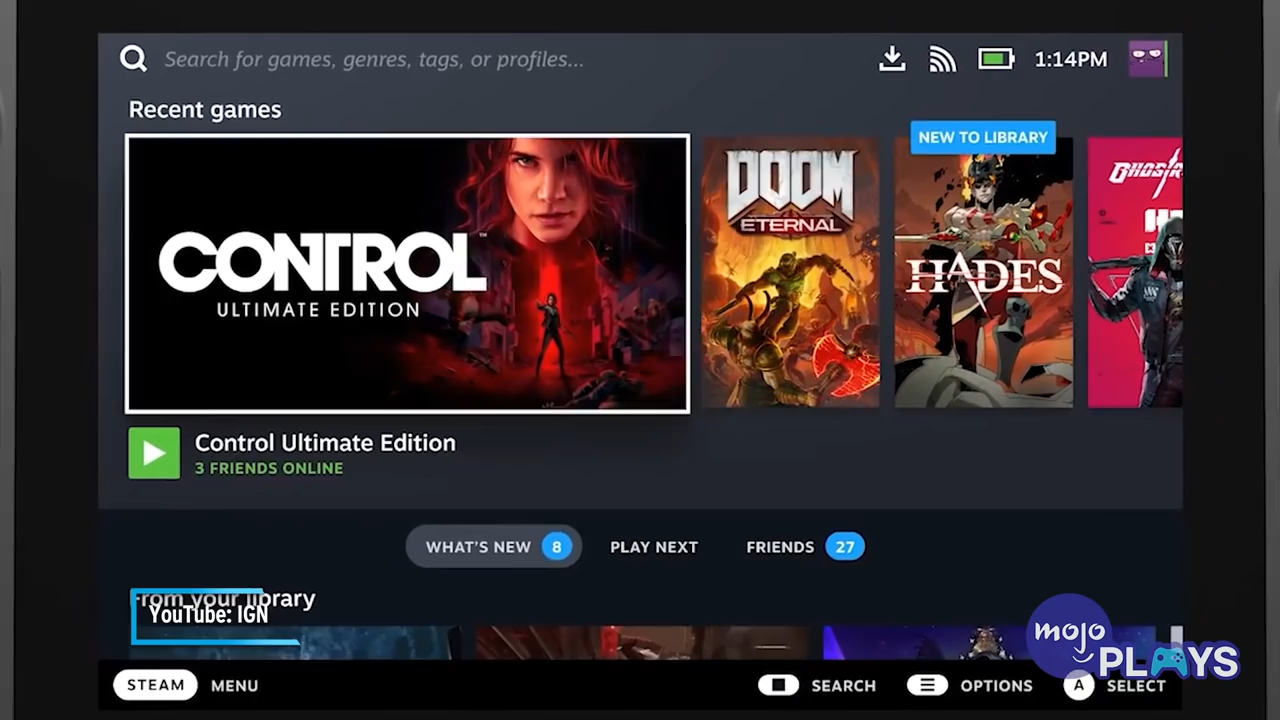 Search for games, genres, tags, or profiles...
1:14PM
Recent games
NEW TO LIBRARY
CONTROL™
ULTIMATE EDITION
DOOM
ETERNAL
HADES
Control Ultimate Edition
3 FRIENDS ONLINE
WHAT'S NEW 8
PLAY NEXT
FRIENDS 27
From your library
YouTube: IGN
mojo
PLAYS
STEAM MENU
SEARCH
OPTIONS
A SELECT